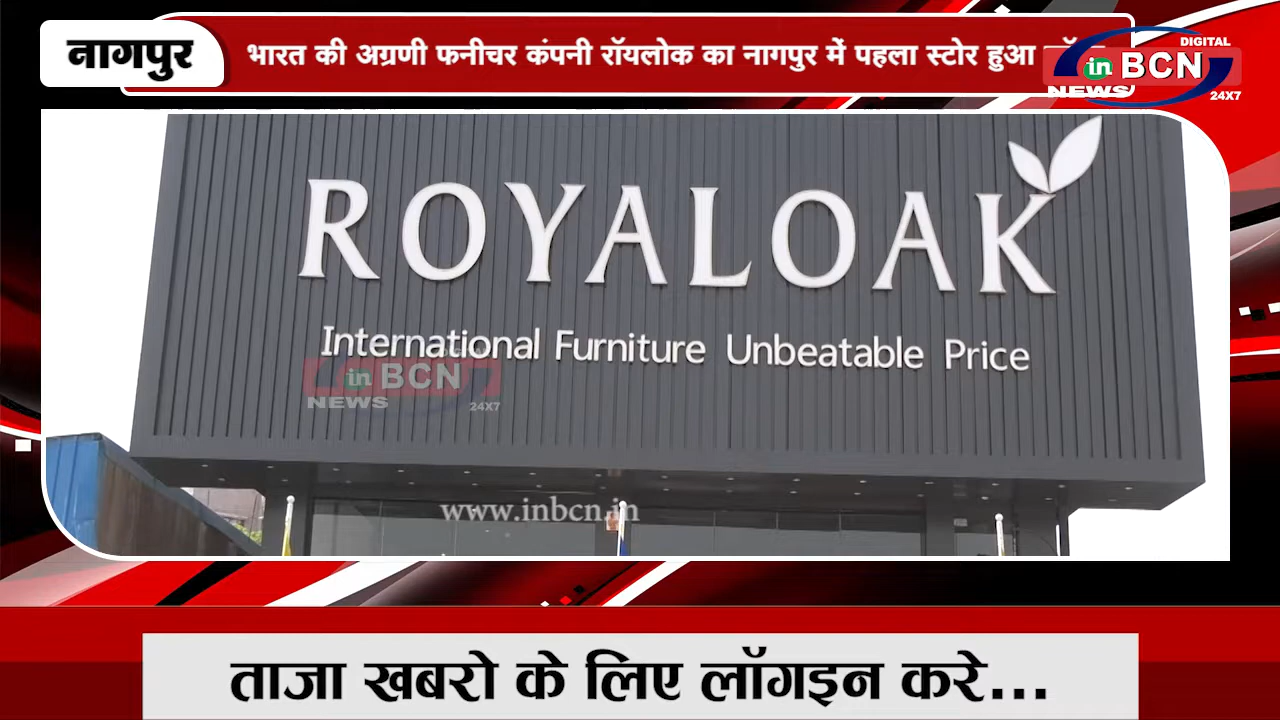 नागपुर
भारत की अग्रणी फनीचर कंपनी रॉयलोक का नागपुर में पहला स्टोर हुआ
DIGITAL
in BCN
NEWS
24X7
ROYALOAK
International Furniture Unbeatable Price
in BCN
NEWS
24X7
www.inbcn.in
ताजा खबरो के लिए लॉगइन करे...